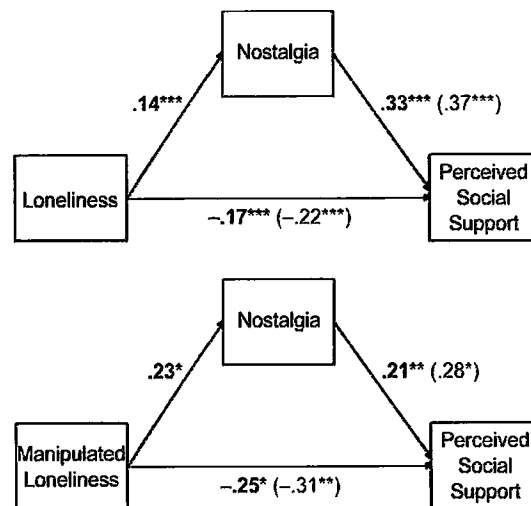 Nostalgia
.14***
.33*** (.37***)
Loneliness
Perceived
Social
Support
–.17*** (–.22***)
Nostalgia
.23*
.21** (.28*)
Manipulated
Loneliness
Perceived
Social
Support
–.25* (–.31**)